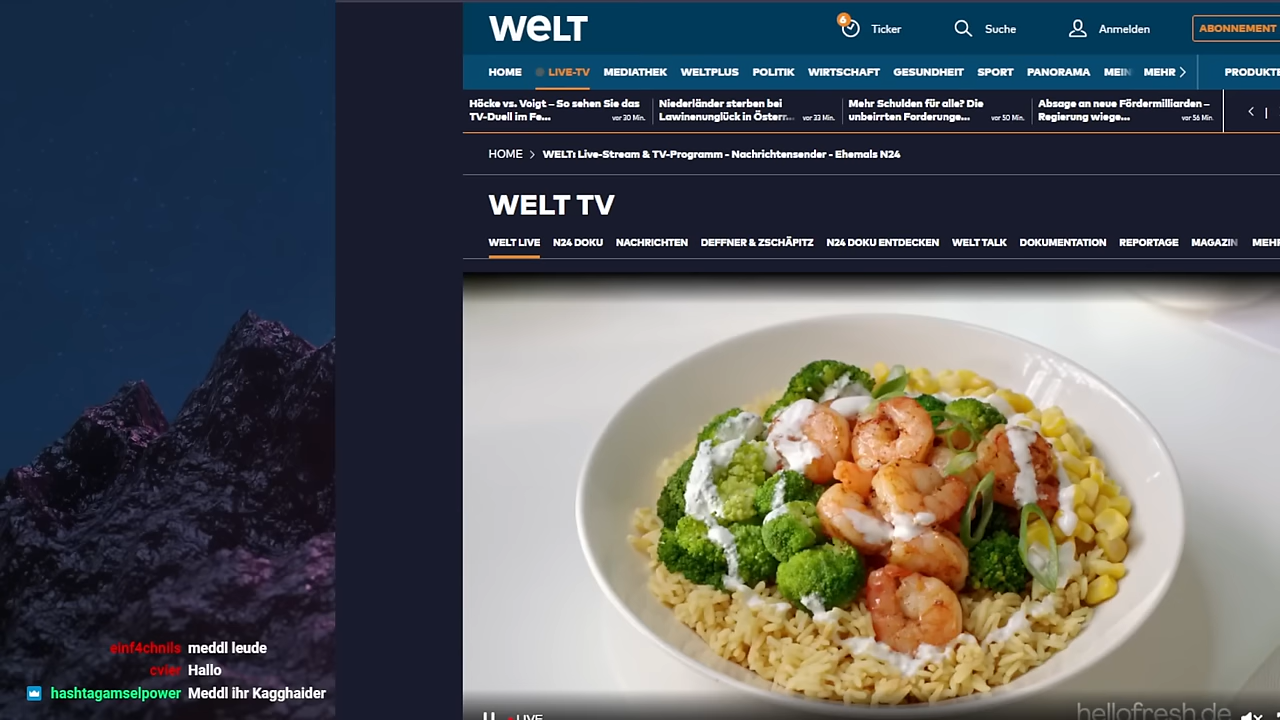 WELT
6
Ticker
Suche
Anmelden
ABONNEMENT
HOME
LIVE-TV
MEDIATHEK
WELTPLUS
POLITIK
WIRTSCHAFT
GESUNDHEIT
SPORT
PANORAMA
MEIN
MEHR
PRODUKTE
Höcke vs. Voigt – So sehen Sie das
TV-Duell im Fe... vor 20 Min.
Niederländer sterben bei
Lawinenunglück in Österr... vor 23 Min.
Mehr Schulden für alle? Die
unbeirrten Forderunge... vor 50 Min.
Absage an neue Fördermilliarden –
Regierung wiege... vor 56 Min.
HOME > WELT: Live-Stream & TV-Programm - Nachrichtensender - Ehemals N24
WELT TV
WELT LIVE
N24 DOKU
NACHRICHTEN
DEFFNER & ZSCHÄPITZ
N24 DOKU ENTDECKEN
WELT TALK
DOKUMENTATION
REPORTAGE
MAGAZIN
MEHR
einf4chnils meddl leude
cvier Hallo
hashtagamselpower Meddl ihr Kagghaider
LIVE
hellofresh.de